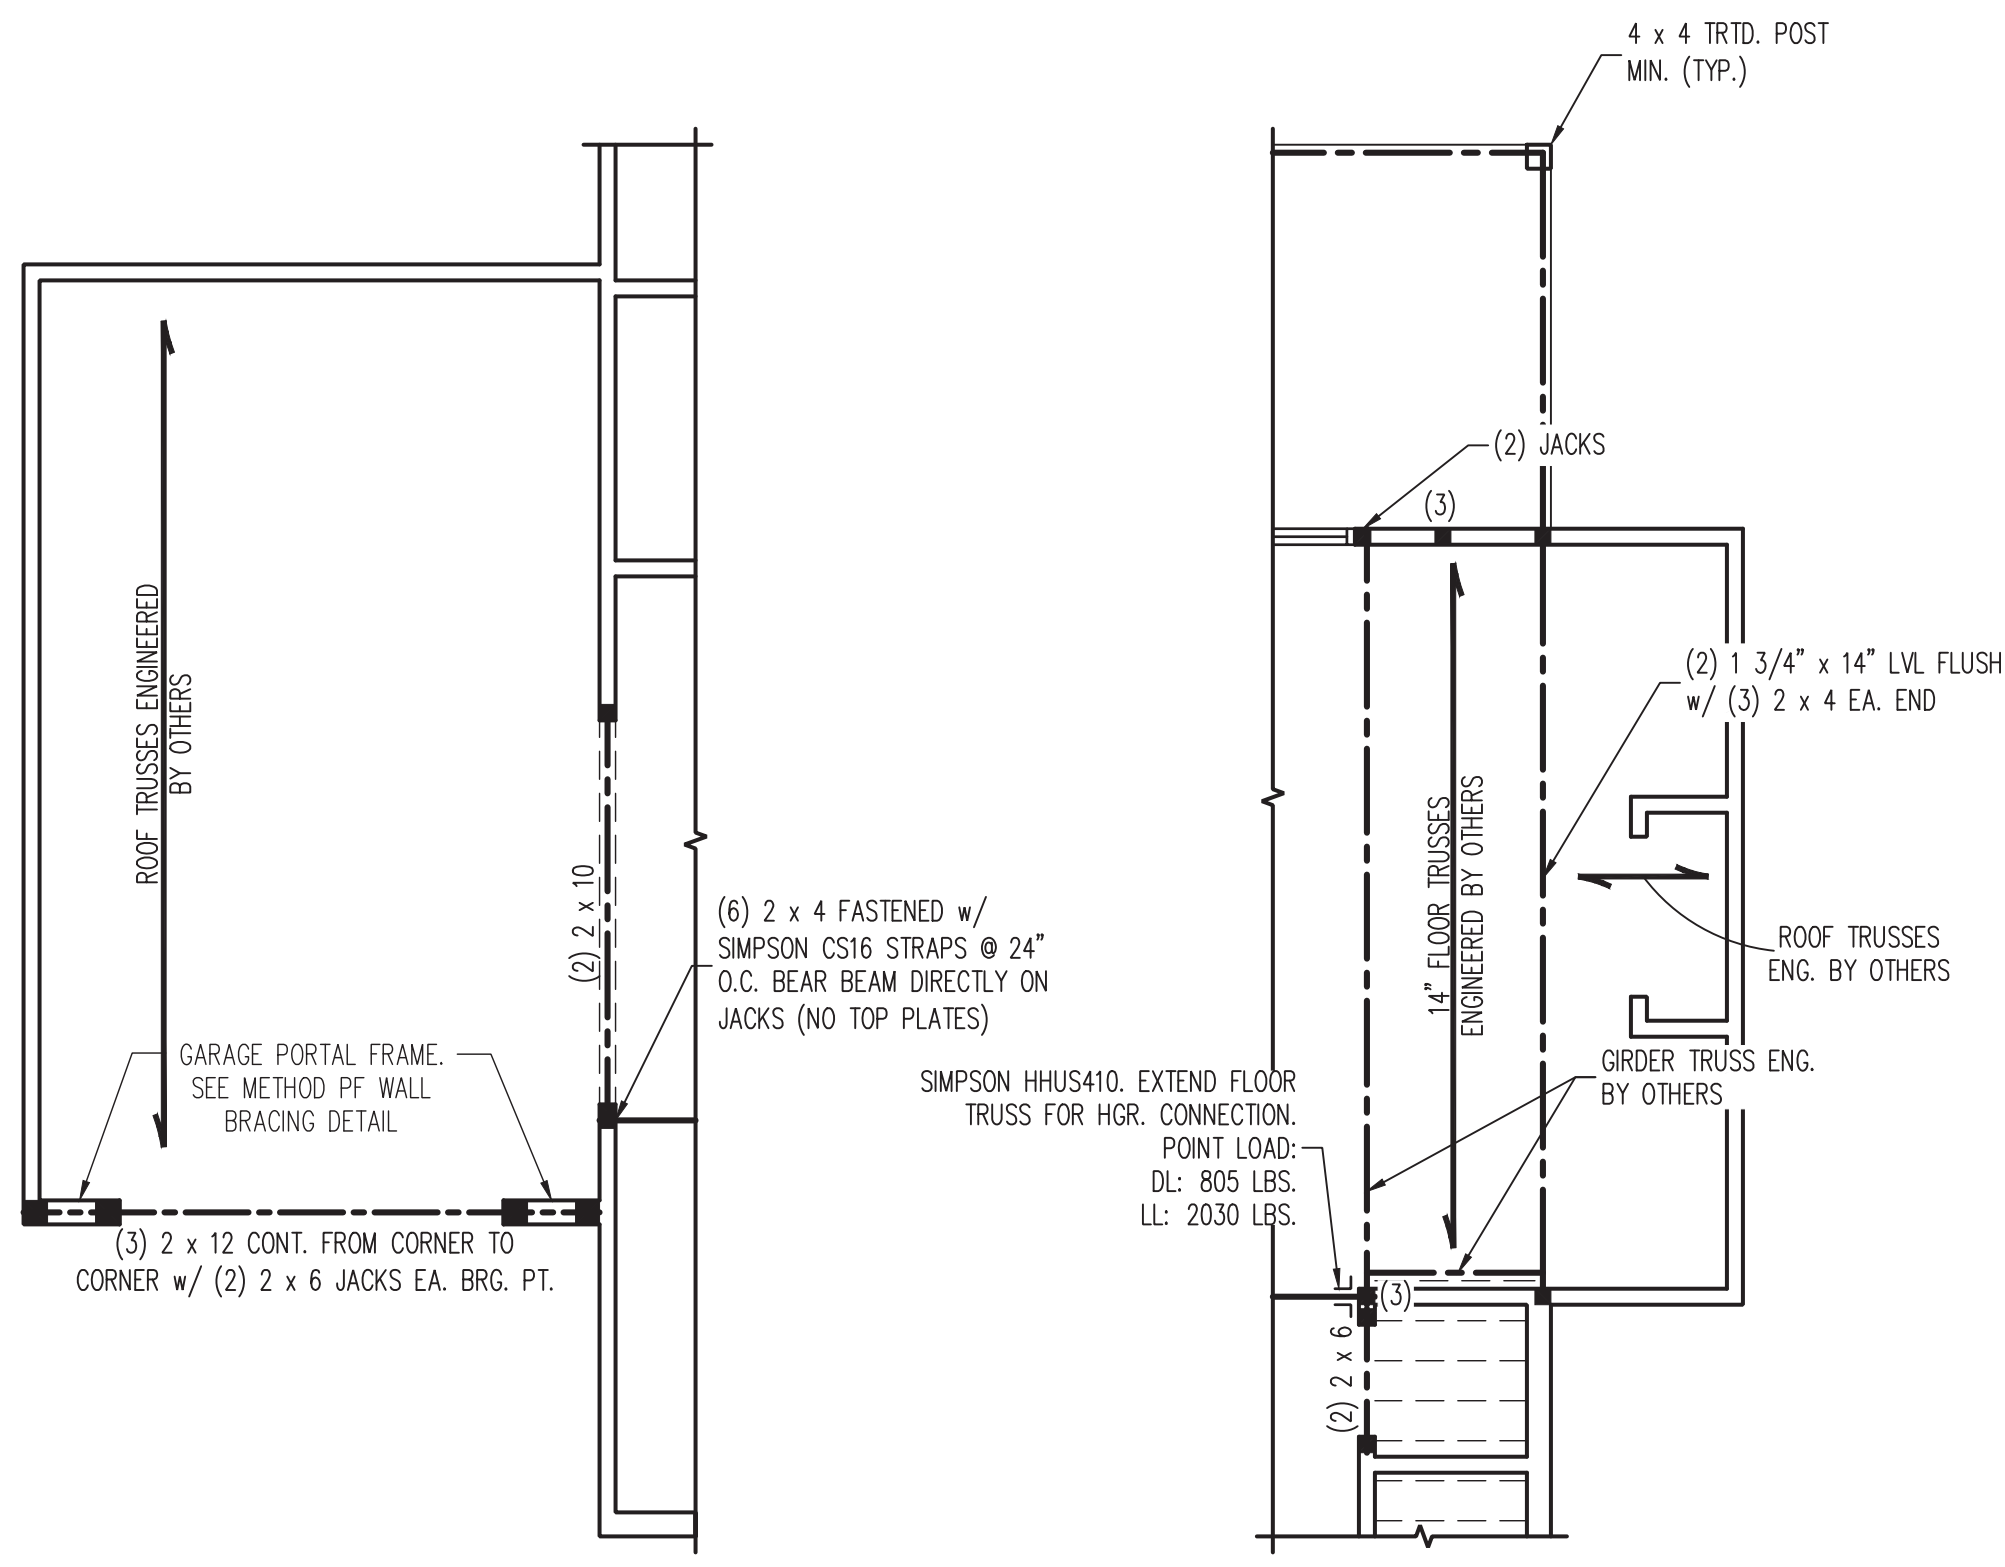 4 x 4 TRTD. POST
MIN. (TYP.)
(2) JACKS
(3)
ROOF TRUSSES ENGINEERED
BY OTHERS
(2) 1 3/4” x 14” LVL FLUSH
w/ (3) 2 x 4 EA. END
(2) 2 x 10
14” FLOOR TRUSSES
ENGINEERED BY OTHERS
(6) 2 x 4 FASTENED w/
SIMPSON CS16 STRAPS @ 24”
O.C. BEAR BEAM DIRECTLY ON
JACKS (NO TOP PLATES)
ROOF TRUSSES
ENG. BY OTHERS
GARAGE PORTAL FRAME.
SEE METHOD PF WALL
BRACING DETAIL
GIRDER TRUSS ENG.
BY OTHERS
SIMPSON HHUS410. EXTEND FLOOR
TRUSS FOR HGR. CONNECTION.
POINT LOAD:
DL: 805 LBS.
LL: 2030 LBS.
(3) 2 x 12 CONT. FROM CORNER TO
CORNER w/ (2) 2 x 6 JACKS EA. BRG. PT.
(3)
(2) 2 x 6